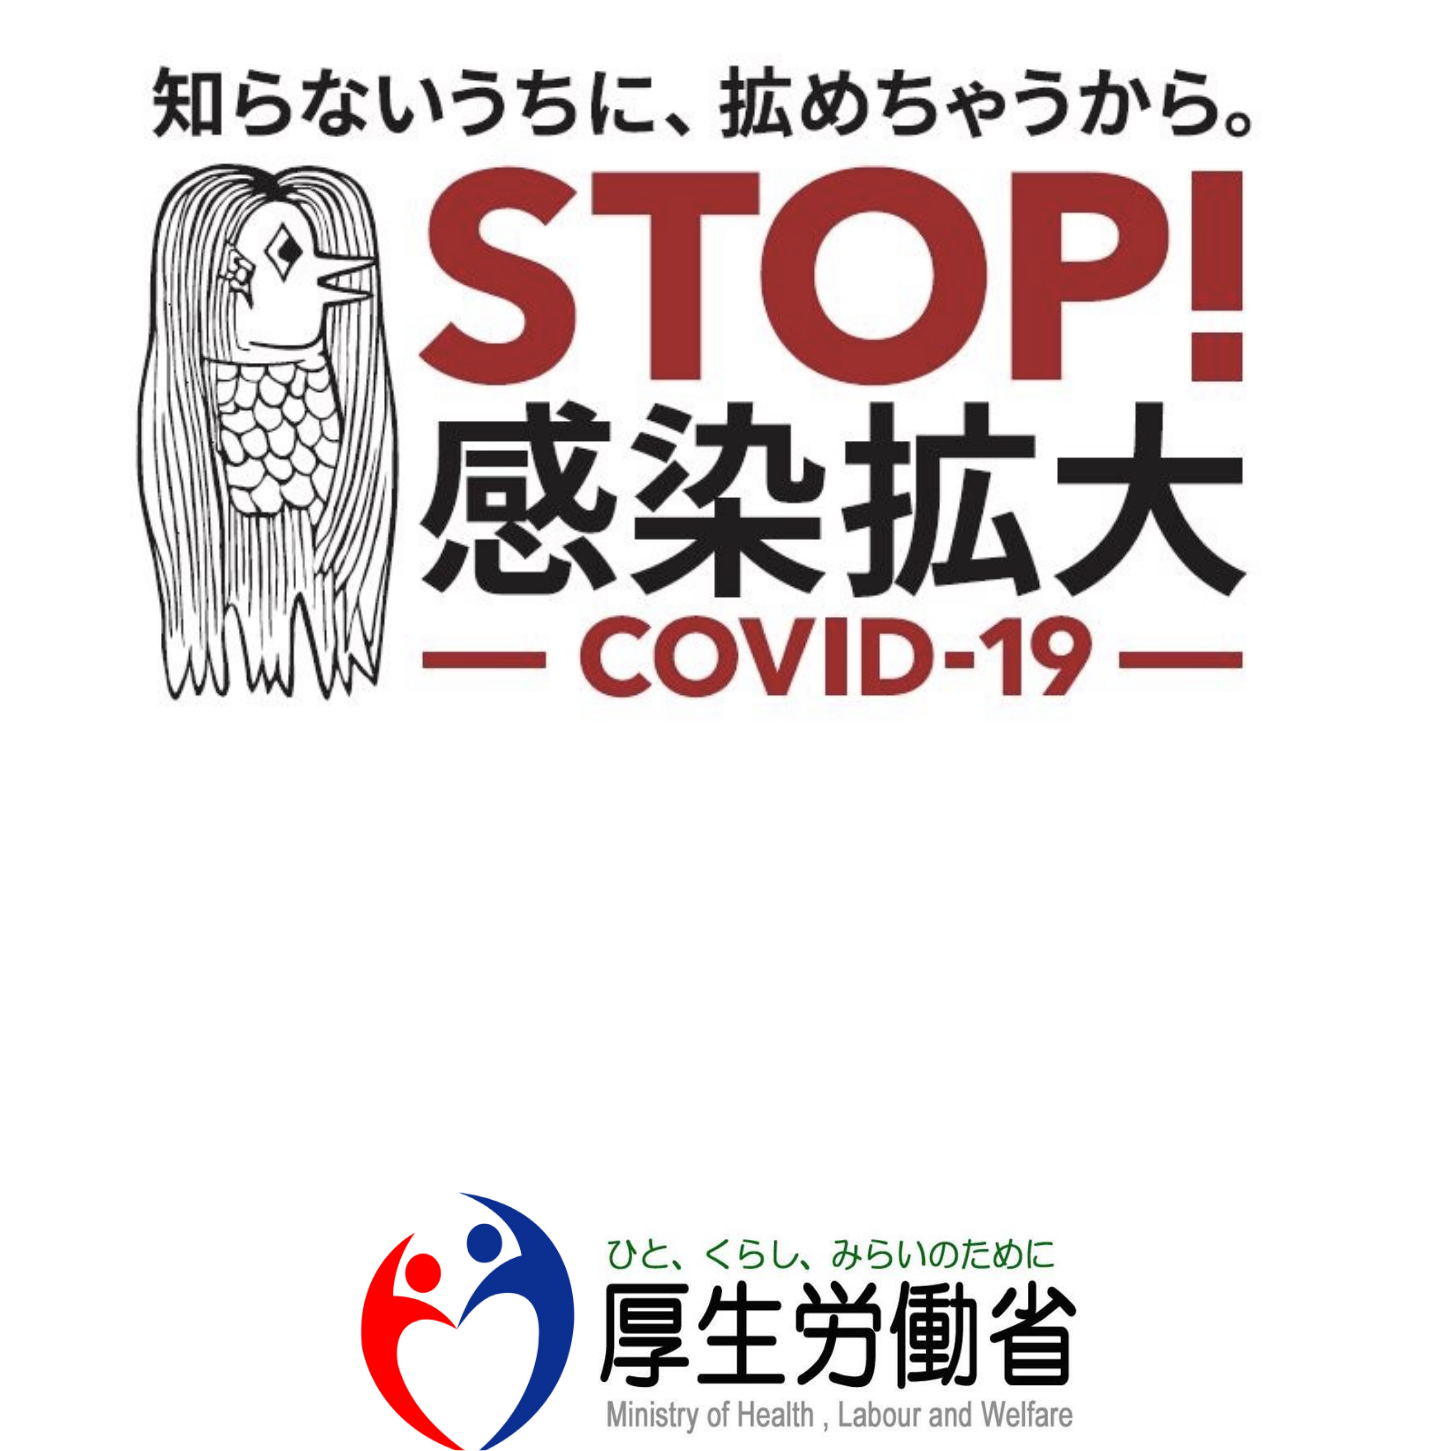 知らないうちに、拡めちゃうから。
STOP!
感染拡大
COVID-19
ひと、くらし、みらいのために
厚生労働省
Ministry of Health , Labour and Welfare